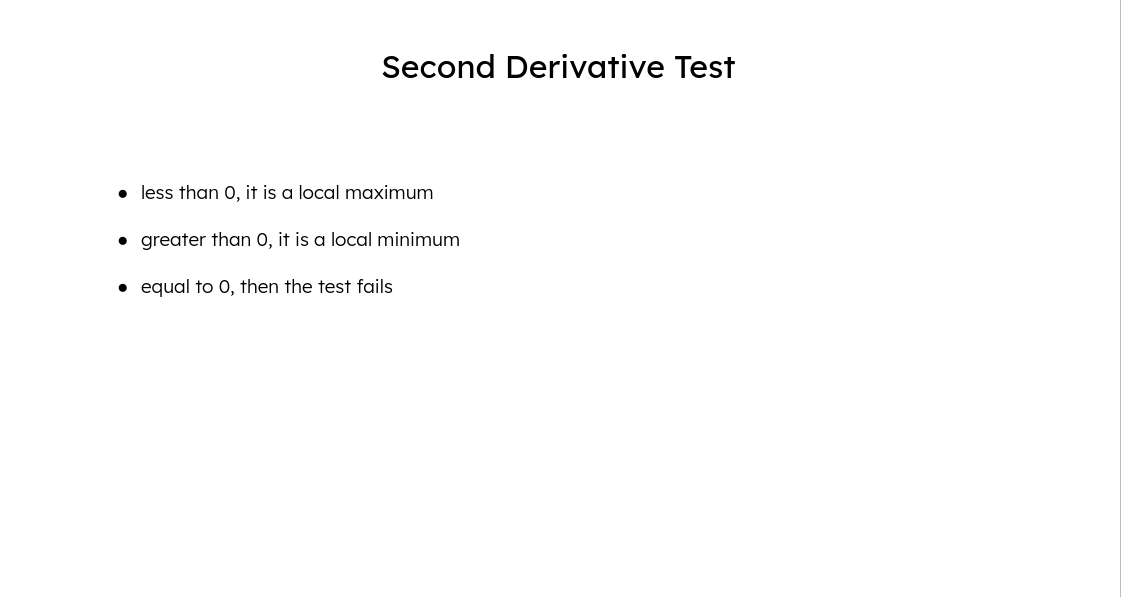 Second Derivative Test
● less than 0, it is a local maximum
● greater than 0, it is a local minimum
● equal to 0, then the test fails